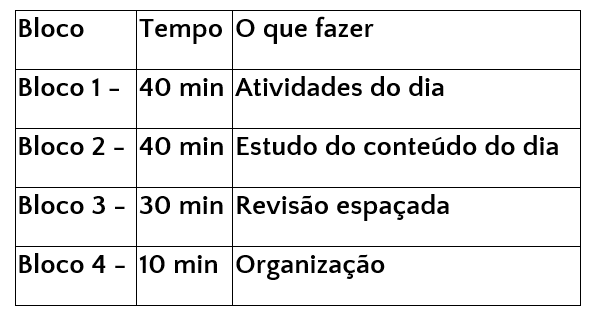 Bloco Tempo O que fazer
Bloco 1 - 40 min Atividades do dia
Bloco 2 - 40 min Estudo do conteúdo do dia
Bloco 3 - 30 min Revisão espaçada
Bloco 4 - 10 min Organização